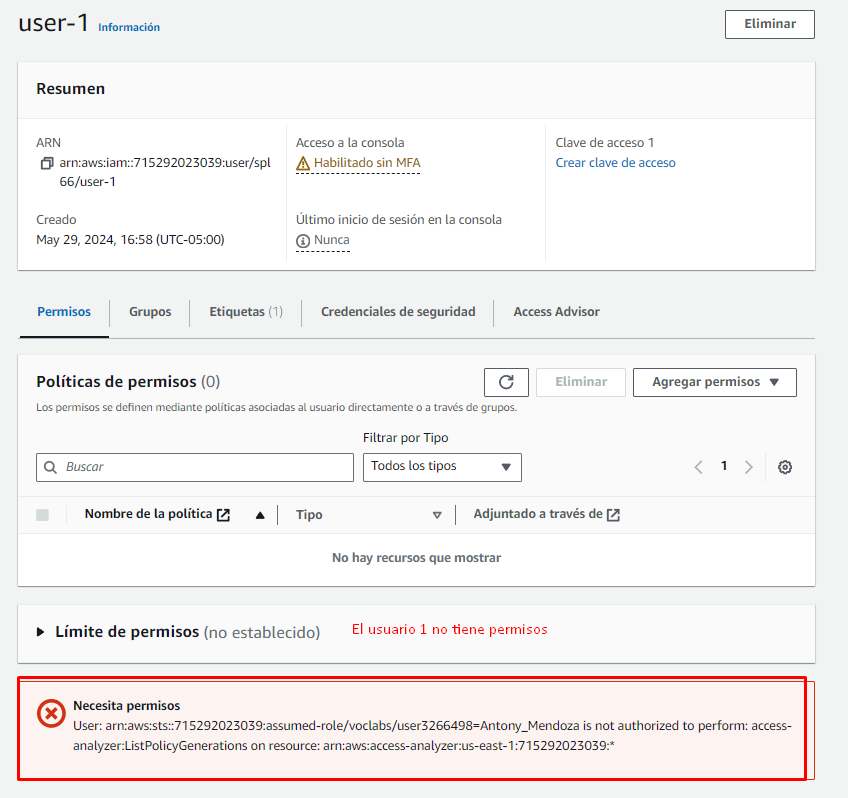 user-1 Información
Eliminar
Resumen
ARN
arn:aws:iam::715292023039:user/spl
66/user-1
Creado
May 29, 2024, 16:58 (UTC-05:00)
Acceso a la consola
Habilitado sin MFA
Último inicio de sesión en la consola
Nunca
Clave de acceso 1
Crear clave de acceso
Permisos
Grupos
Etiquetas (1)
Credenciales de seguridad
Access Advisor
Políticas de permisos (0)
Eliminar
Agregar permisos
Los permisos se definen mediante políticas asociadas al usuario directamente o a través de grupos.
Filtrar por Tipo
Buscar
Todos los tipos
1
Nombre de la política
Tipo
Adjuntado a través de
No hay recursos que mostrar
Límite de permisos (no establecido)
El usuario 1 no tiene permisos
Necesita permisos
User: arn:aws:sts::715292023039:assumed-role/voclabs/user3266498=Antony_Mendoza is not authorized to perform: access-
analyzer:ListPolicyGenerations on resource: arn:aws:access-analyzer:us-east-1:715292023039:*